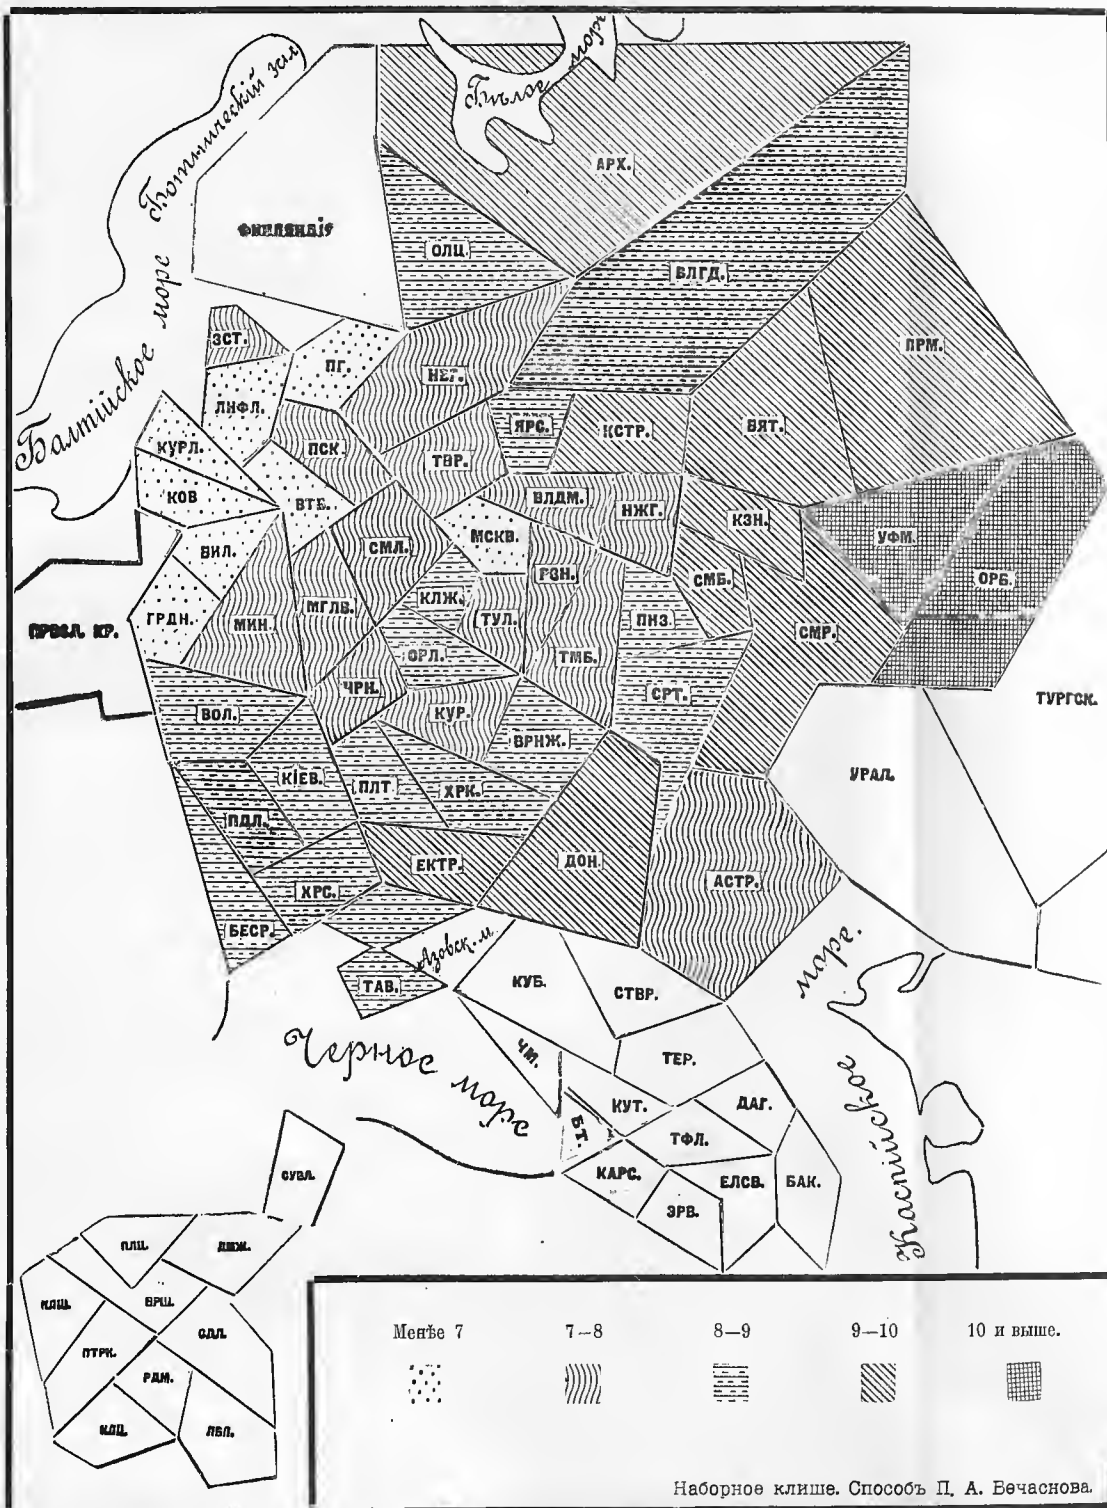 Ботническій зал.
Бѣлое море
АРХ.
ФИНЛЯНДІЯ
ОЛЦ.
ВЛГД.
Балтійское море
ЭСТ.
ПГ.
НВГ.
ПРМ.
ЛИФЛ.
ЯРС.
КСТР.
ВЯТ.
КУРЛ.
ПСК.
ТВР.
КОВ
ВТБ.
ВЛДМ.
НЖГ.
КЗН.
УФМ.
МСКВ.
ВИЛ.
СМЛ.
РЗН.
СМБ.
ОРБ.
КЛЖ.
МГЛВ.
ТУЛ.
ПНЗ.
ГРДН.
МИН.
СМР.
ПРВСЛ. КР.
ОРЛ.
ТМБ.
ЧРН.
СРТ.
ТУРГСК.
ВОЛ.
КУР.
ВРНЖ.
КІЕВ.
ПЛТ
ХРК.
УРАЛ.
ПДЛ.
ЕКТР.
ДОН.
АСТР.
ХРС.
БЕСР.
Азовск. м.
ТАВ.
КУБ.
СТВР.
Черное море
ЧМ.
ТЕР.
Каспійское море.
КУТ.
ДАГ.
БТ.
ТФЛ.
КАРС.
ЕЛСВ.
БАК.
ЭРВ.
СУВЛ.
ПЛЦ.
ЛМЖ.
КЛШ.
ВРШ.
СДЛ.
ПТРК.
РДМ.
КЛЦ.
ЛБЛ.
Менѣе 7
7—8
8—9
9—10
10 и выше.
Наборное клише. Способъ П. А. Вечаснова.